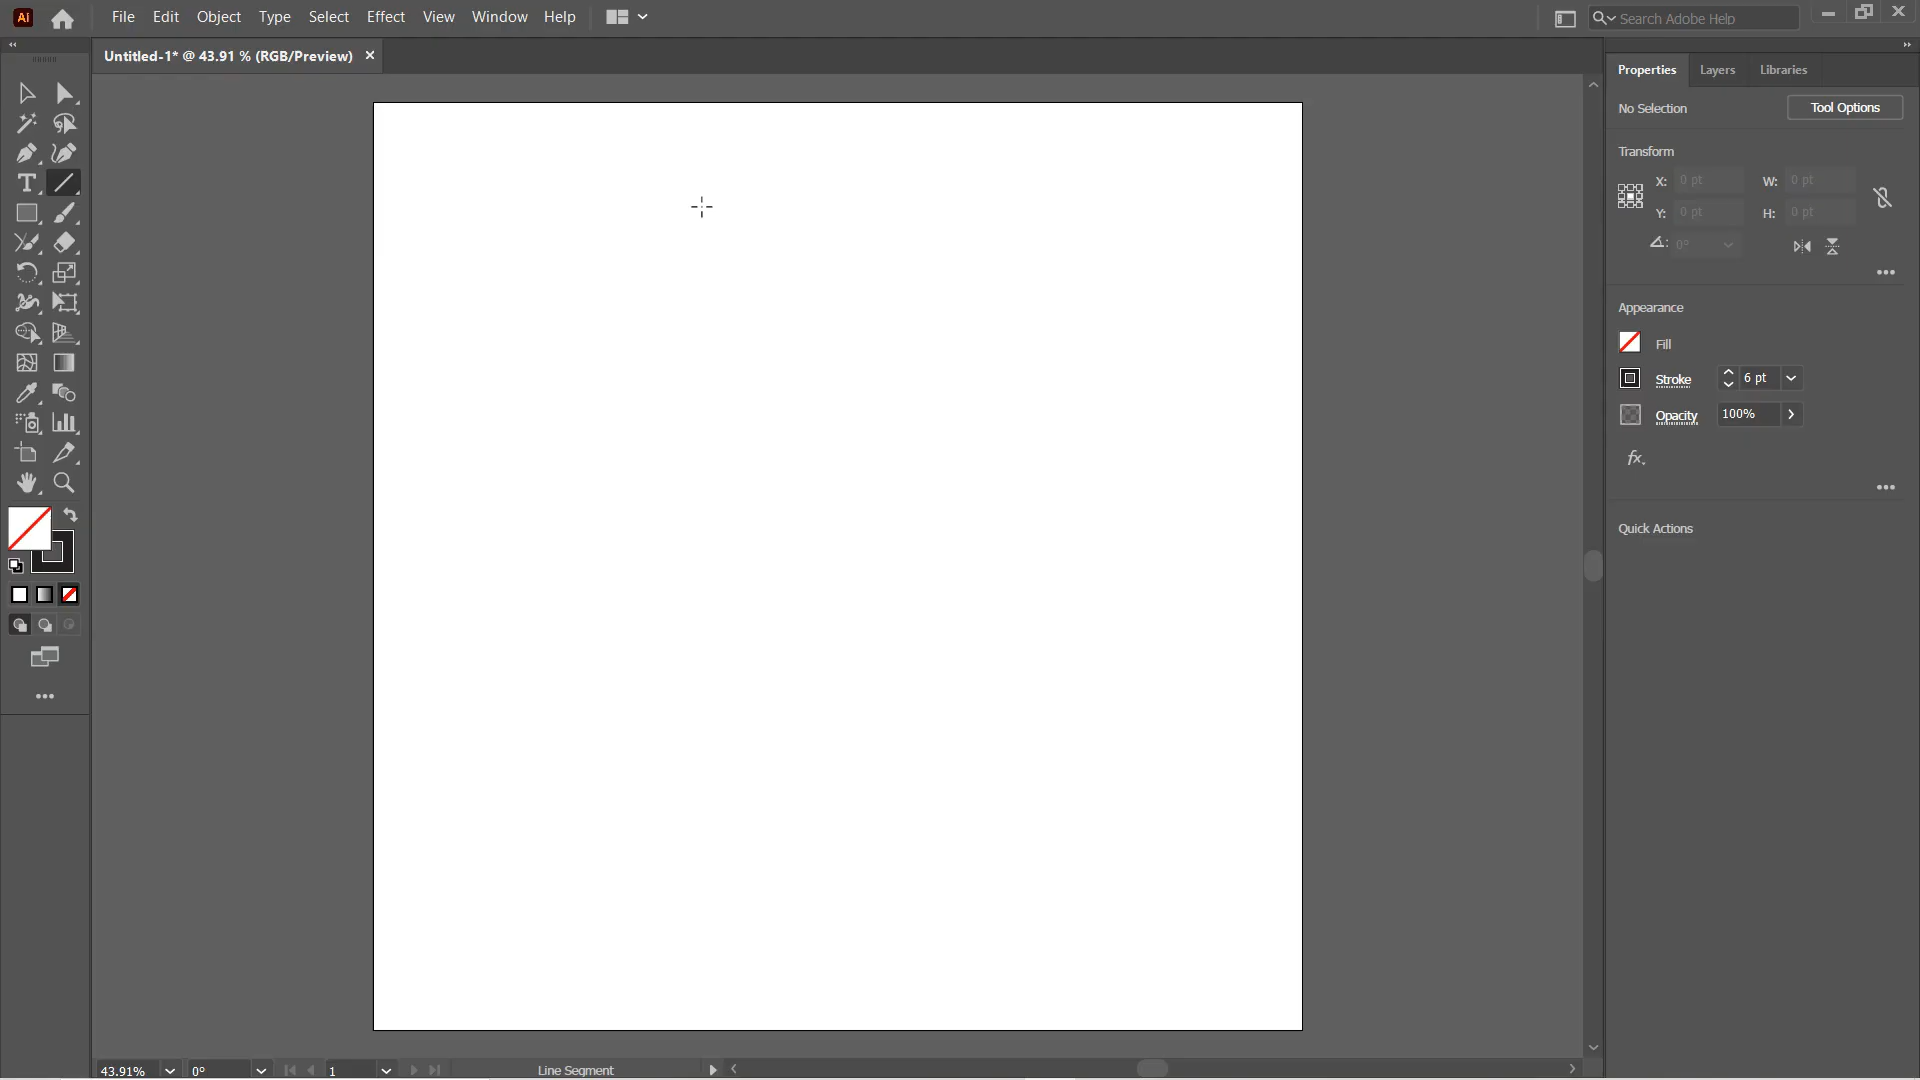 Ai File Edit Object Type Select Effect View Window Help Search Adobe Help
Untitled-1* @ 43.91 % (RGB/Preview) ×
Properties Layers Libraries
No Selection Tool Options
Transform
X: 0 pt W: 0 pt
Y: 0 pt H: 0 pt
0°
Appearance
Fill
Stroke 6 pt
Opacity 100%
fx.
Quick Actions
43.91% 0° 1 Line Segment